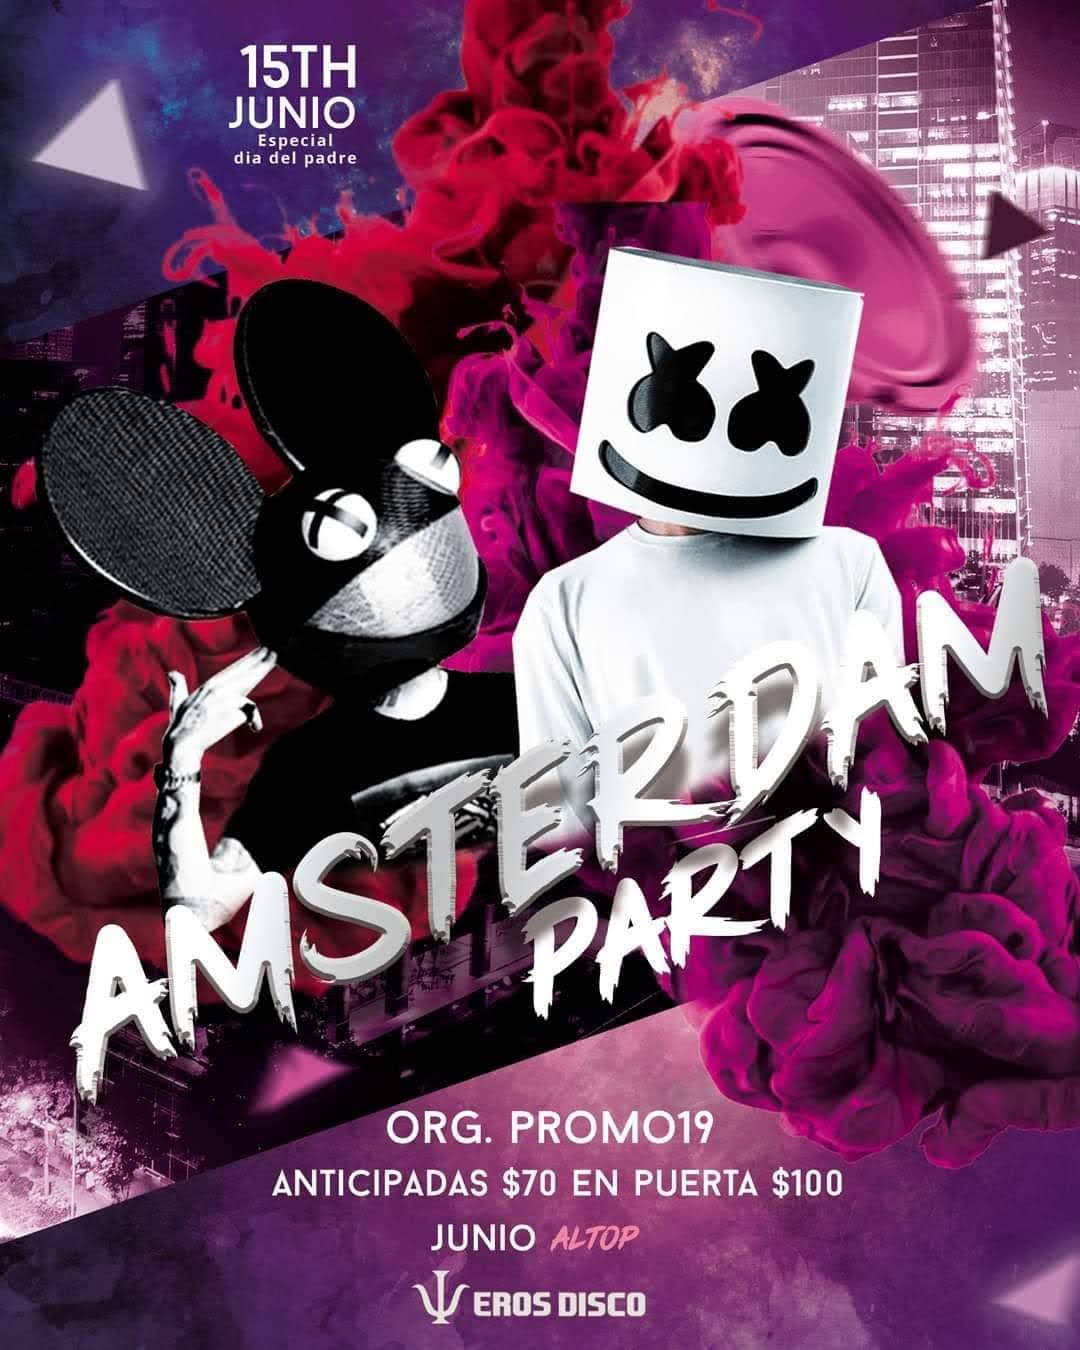 15TH
JUNIO
Especial
dia del padre
AMSTERDAM
PARTY
ORG. PROMO19
ANTICIPADAS $70 EN PUERTA $100
JUNIO ALTOP
EROS DISCO